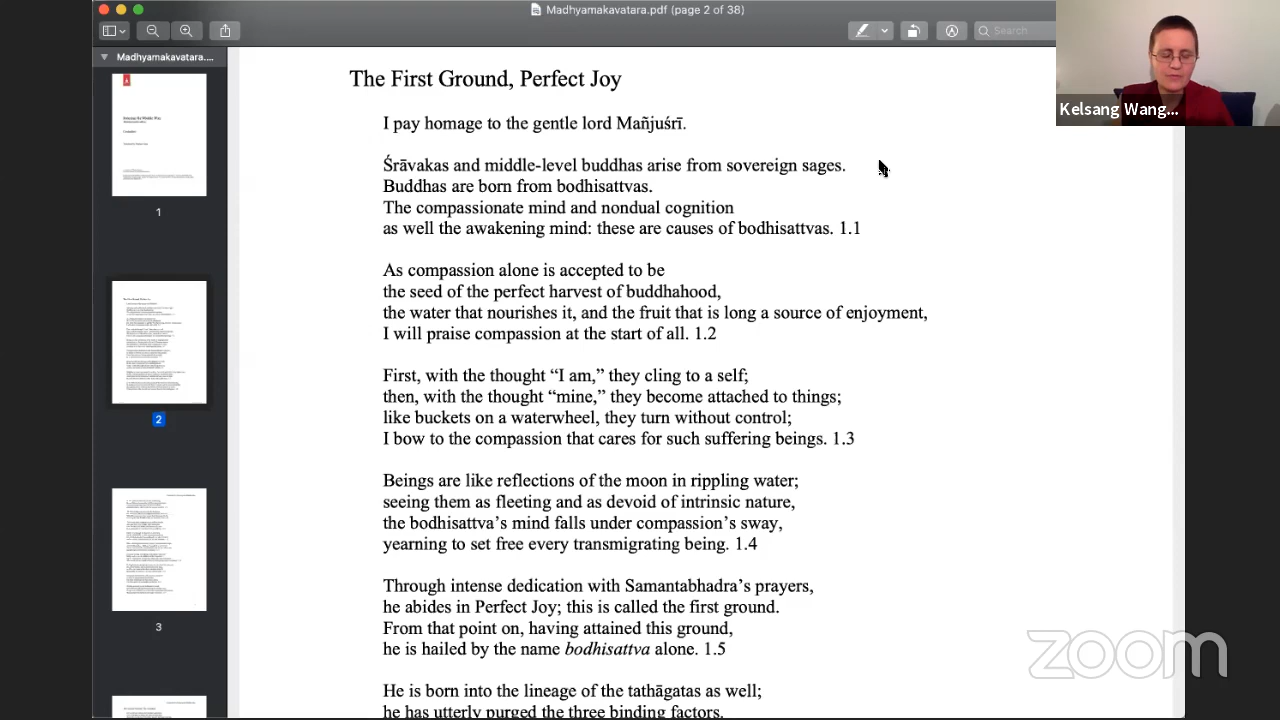 Madhyamakavatara.pdf (page 2 of 38)
Search
Madhyamakavatara....
1
2
3
Kelsang Wang...
The First Ground, Perfect Joy
I pay homage to the gentle lord Mañjuśrī.
Śrāvakas and middle-level buddhas arise from sovereign sages.
Buddhas are born from bodhisattvas.
The compassionate mind and nondual cognition
as well the awakening mind: these are causes of bodhisattvas. 1.1
As compassion alone is accepted to be
the seed of the perfect harvest of buddhahood,
the water that nourishes it, and the fruit that is long a source of enjoyment,
I will praise compassion at the start of all. 1.2
First, with the thought “I am,” they cling to a self;
then, with the thought “mine,” they become attached to things;
like buckets on a waterwheel, they turn without control;
I bow to the compassion that cares for such suffering beings. 1.3
Beings are like reflections of the moon in rippling water;
seeing them as fleeting and as devoid of intrinsic nature,
the bodhisattva’s mind is under compassion’s sway,
yearning to set free every transmigrating being. 1.4
Through intent dedicated with Samantabhadra’s prayers,
he abides in Perfect Joy; this is called the first ground.
From that point on, having attained this ground,
he is hailed by the name bodhisattva alone. 1.5
He is born into the lineage of the tathāgatas as well;
he has utterly purged the three binding factors.
zoom